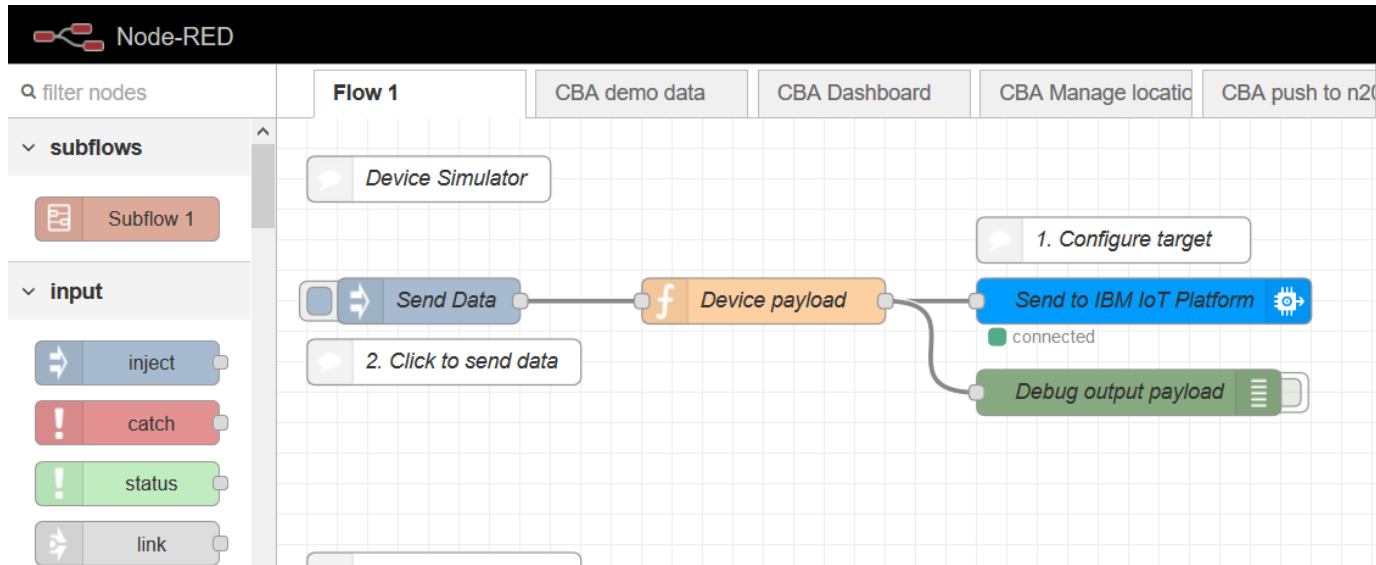 Node-RED
filter nodes
Flow 1
CBA demo data
CBA Dashboard
CBA Manage locatio
CBA push to n20
subflows
Subflow 1
input
inject
catch
status
link
Device Simulator
1. Configure target
Send Data
Device payload
Send to IBM IoT Platform
connected
2. Click to send data
Debug output payload